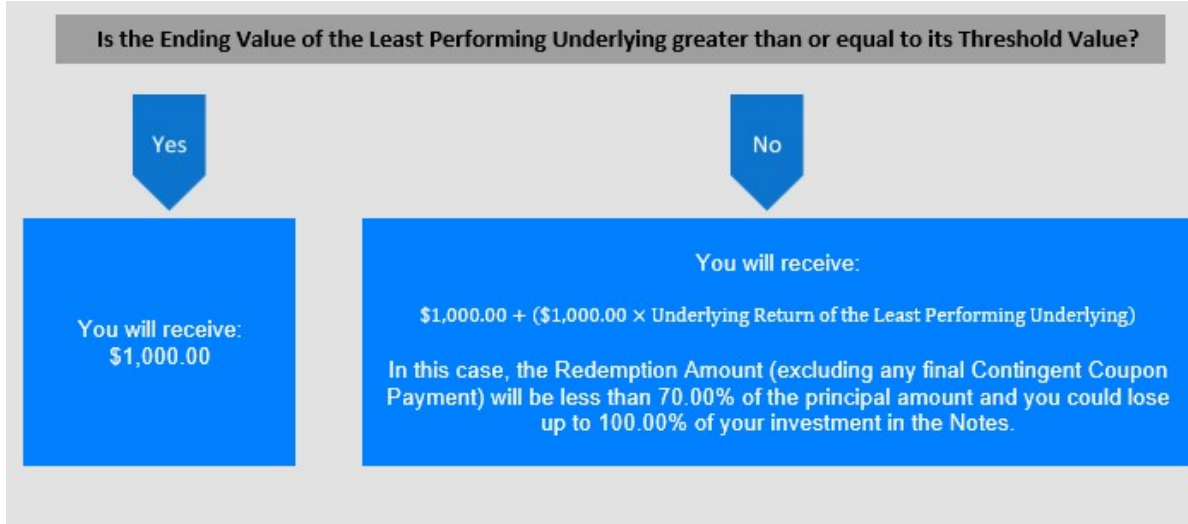 Is the Ending Value of the Least Performing Underlying greater than or equal to its Threshold Value?
Yes
No
You will receive:
$1,000.00
You will receive:
$1,000.00 + ($1,000.00 × Underlying Return of the Least Performing Underlying)
In this case, the Redemption Amount (excluding any final Contingent Coupon
Payment) will be less than 70.00% of the principal amount and you could lose
up to 100.00% of your investment in the Notes.